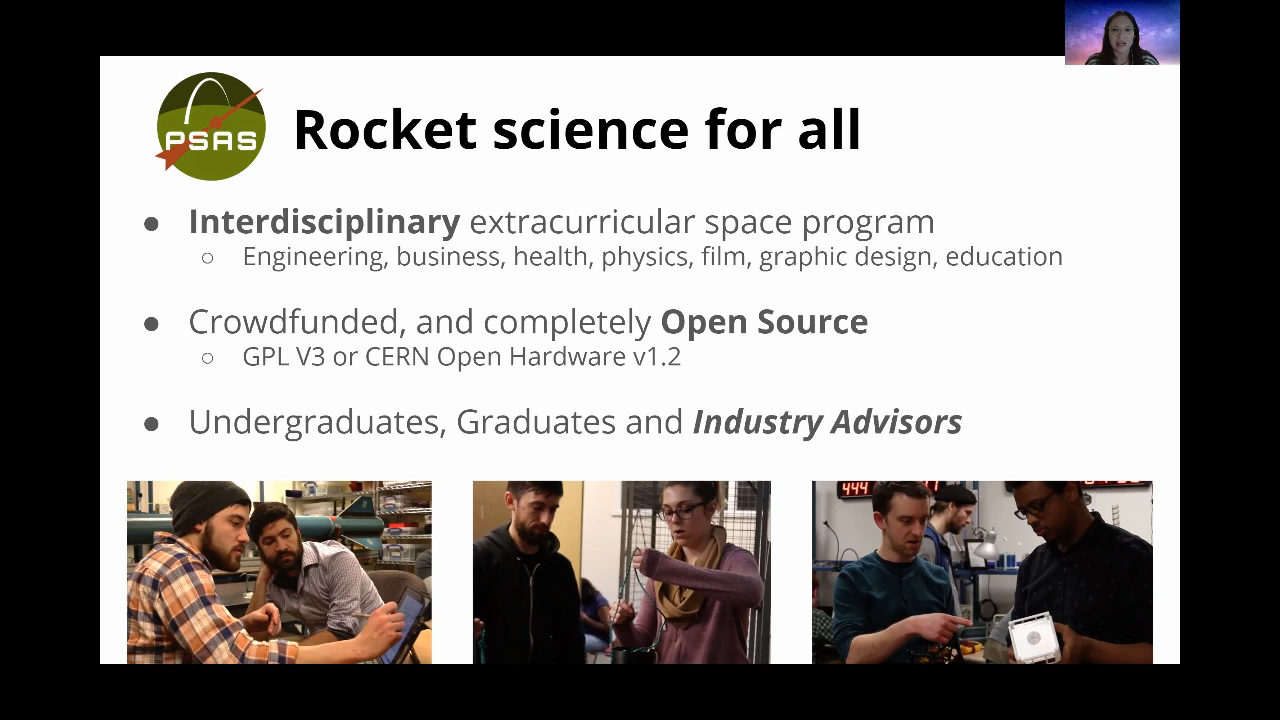 PSAS
Rocket science for all
● Interdisciplinary extracurricular space program
○ Engineering, business, health, physics, film, graphic design, education
● Crowdfunded, and completely Open Source
○ GPL V3 or CERN Open Hardware v1.2
● Undergraduates, Graduates and Industry Advisors